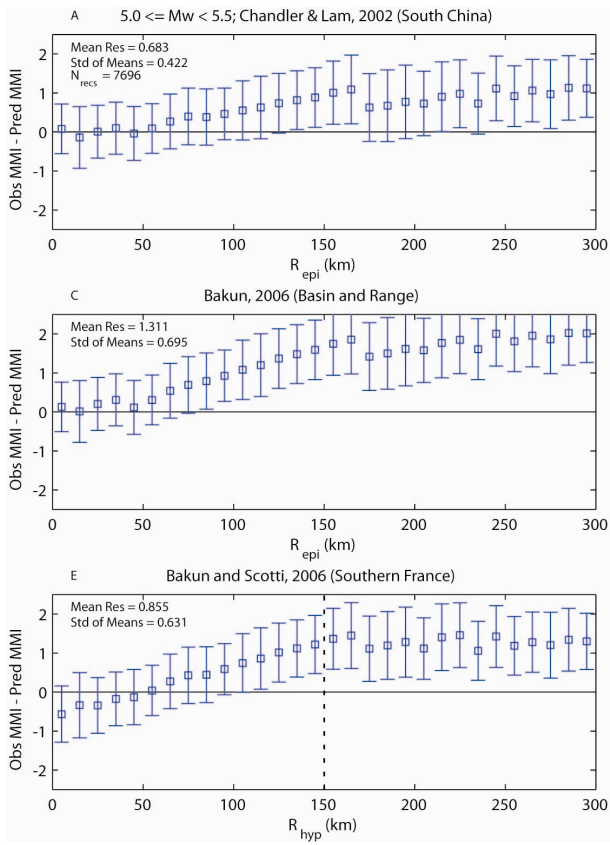 A 5.0 <= Mw < 5.5; Chandler & Lam, 2002 (South China)
Mean Res = 0.683
Std of Means = 0.422
N recs = 7696
Obs MMI - Pred MMI
2
1
0
-1
-2
0 50 100 150 200 250 300
R epi (km)
C Bakun, 2006 (Basin and Range)
Mean Res = 1.311
Std of Means = 0.695
Obs MMI - Pred MMI
2
1
0
-1
-2
0 50 100 150 200 250 300
R epi (km)
E Bakun and Scotti, 2006 (Southern France)
Mean Res = 0.855
Std of Means = 0.631
Obs MMI - Pred MMI
2
1
0
-1
-2
0 50 100 150 200 250 300
R hyp (km)